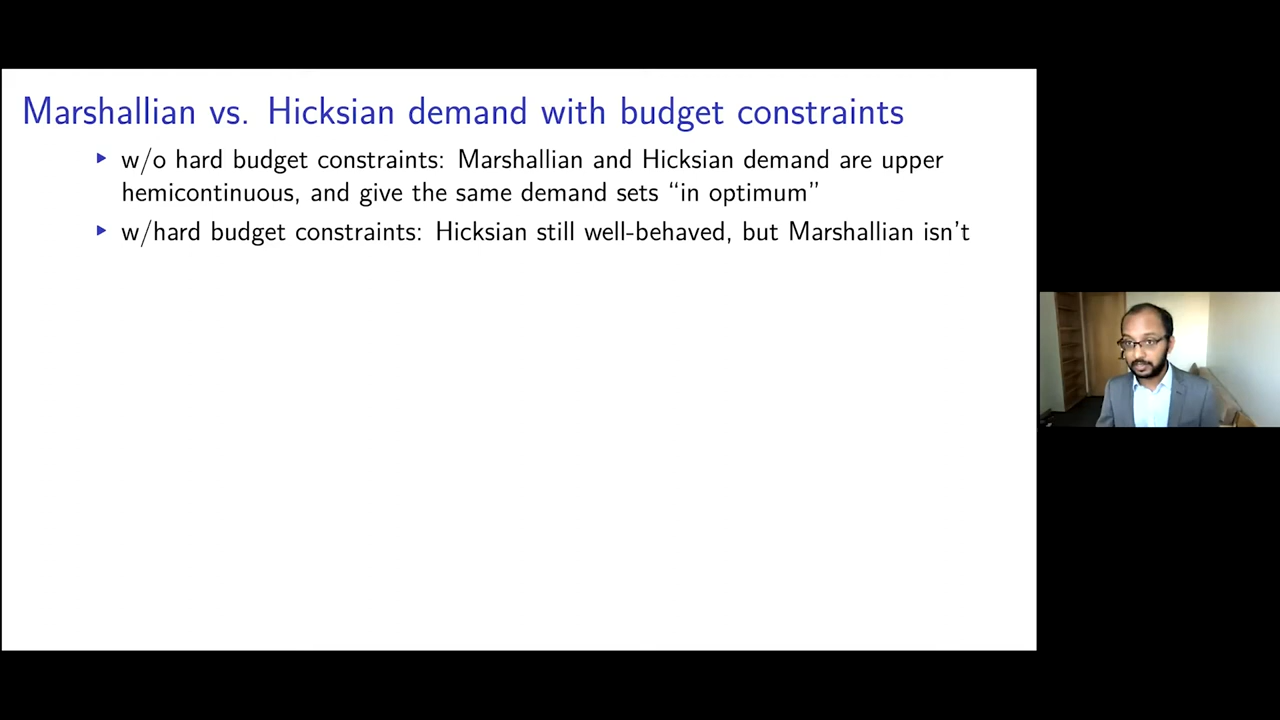 Marshallian vs. Hicksian demand with budget constraints
w/o hard budget constraints: Marshallian and Hicksian demand are upper
hemicontinuous, and give the same demand sets “in optimum”
w/hard budget constraints: Hicksian still well-behaved, but Marshallian isn’t